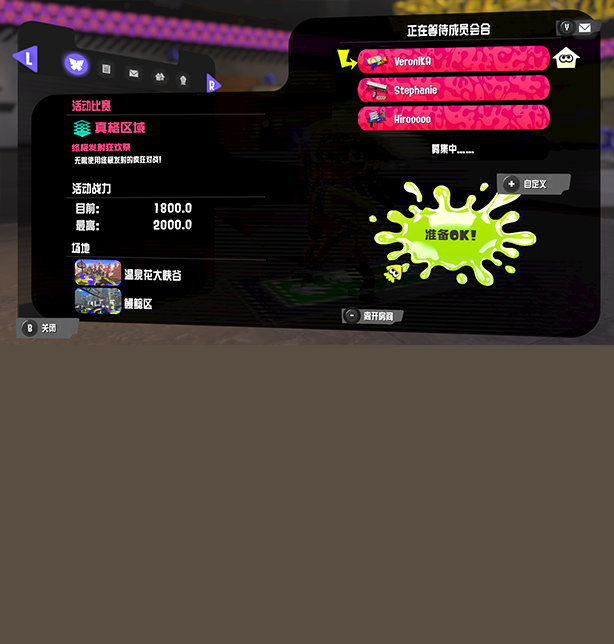 正在等待成员会合
Y
L
R
VeronIKA
Stephanie
Hirooooo
募集中……
活动比赛
真格区域
终极发射狂欢祭
无限使用终极发射的疯狂对战!
活动战力
目前: 1800.0
最高: 2000.0
场地
温泉花大峡谷
鳗鲶区
+ 自定义
准备OK!
- 离开房间
B 关闭